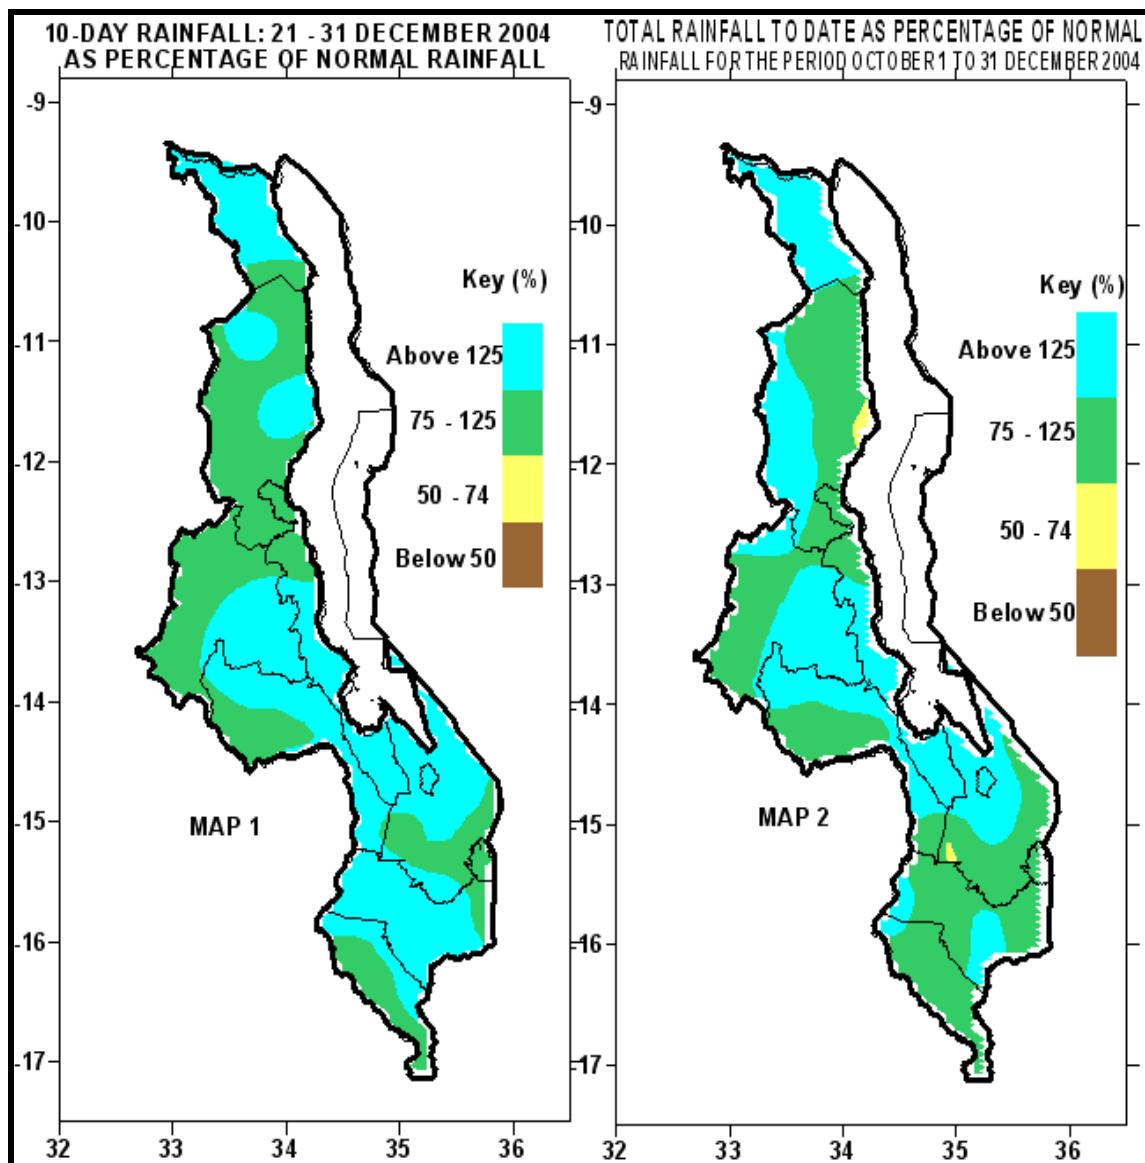 10-DAY RAINFALL: 21 - 31 DECEMBER 2004
AS PERCENTAGE OF NORMAL RAINFALL
-9
-10
-11
-12
-13
-14
-15
-16
-17
32
33
34
35
36
Key (%)
Above 125
75 - 125
50 - 74
Below 50
MAP 1
TOTAL RAINFALL TO DATE AS PERCENTAGE OF NORMAL
RAINFALL FOR THE PERIOD OCTOBER 1 TO 31 DECEMBER 2004
-9
-10
-11
-12
-13
-14
-15
-16
-17
32
33
34
35
36
Key (%)
Above 125
75 - 125
50 - 74
Below 50
MAP 2